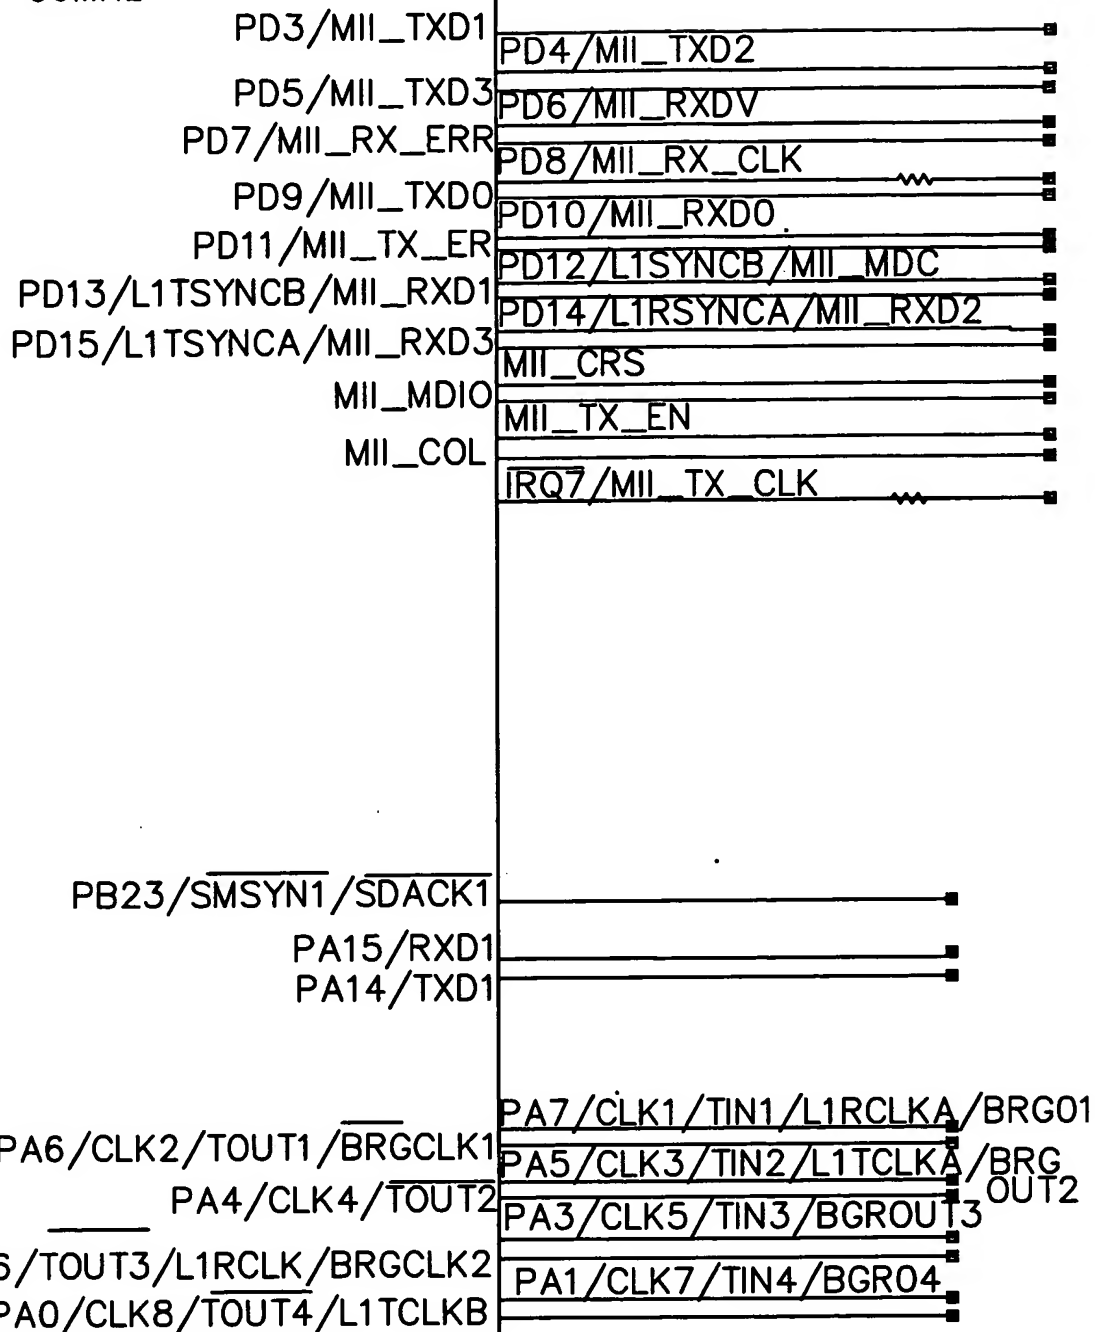 PD3/MII_TXD1
PD4/MII_TXD2
PD5/MII_TXD3
PD6/MII_RXDV
PD7/MII_RX_ERR
PD8/MII_RX_CLK
PD9/MII_TXD0
PD10/MII_RXD0
PD11/MII_TX_ER
PD12/L1SYNCB/MII_MDC
PD13/L1TSYNCB/MII_RXD1
PD14/L1RSYNCA/MII_RXD2
PD15/L1TSYNCA/MII_RXD3
MII_CRS
MII_MDIO
MII_TX_EN
MII_COL
IRQ7/MII_TX_CLK
PB23/SMSYN1/SDACK1
PA15/RXD1
PA14/TXD1
PA7/CLK1/TIN1/L1RCLKA/BRGO1
PA6/CLK2/TOUT1/BRGCLK1
PA5/CLK3/TIN2/L1TCLKA/BRG
OUT2
PA4/CLK4/TOUT2
PA3/CLK5/TIN3/BGROUT3
6/TOUT3/L1RCLK/BRGCLK2
PA1/CLK7/TIN4/BGRO4
PA0/CLK8/TOUT4/L1TCLKB